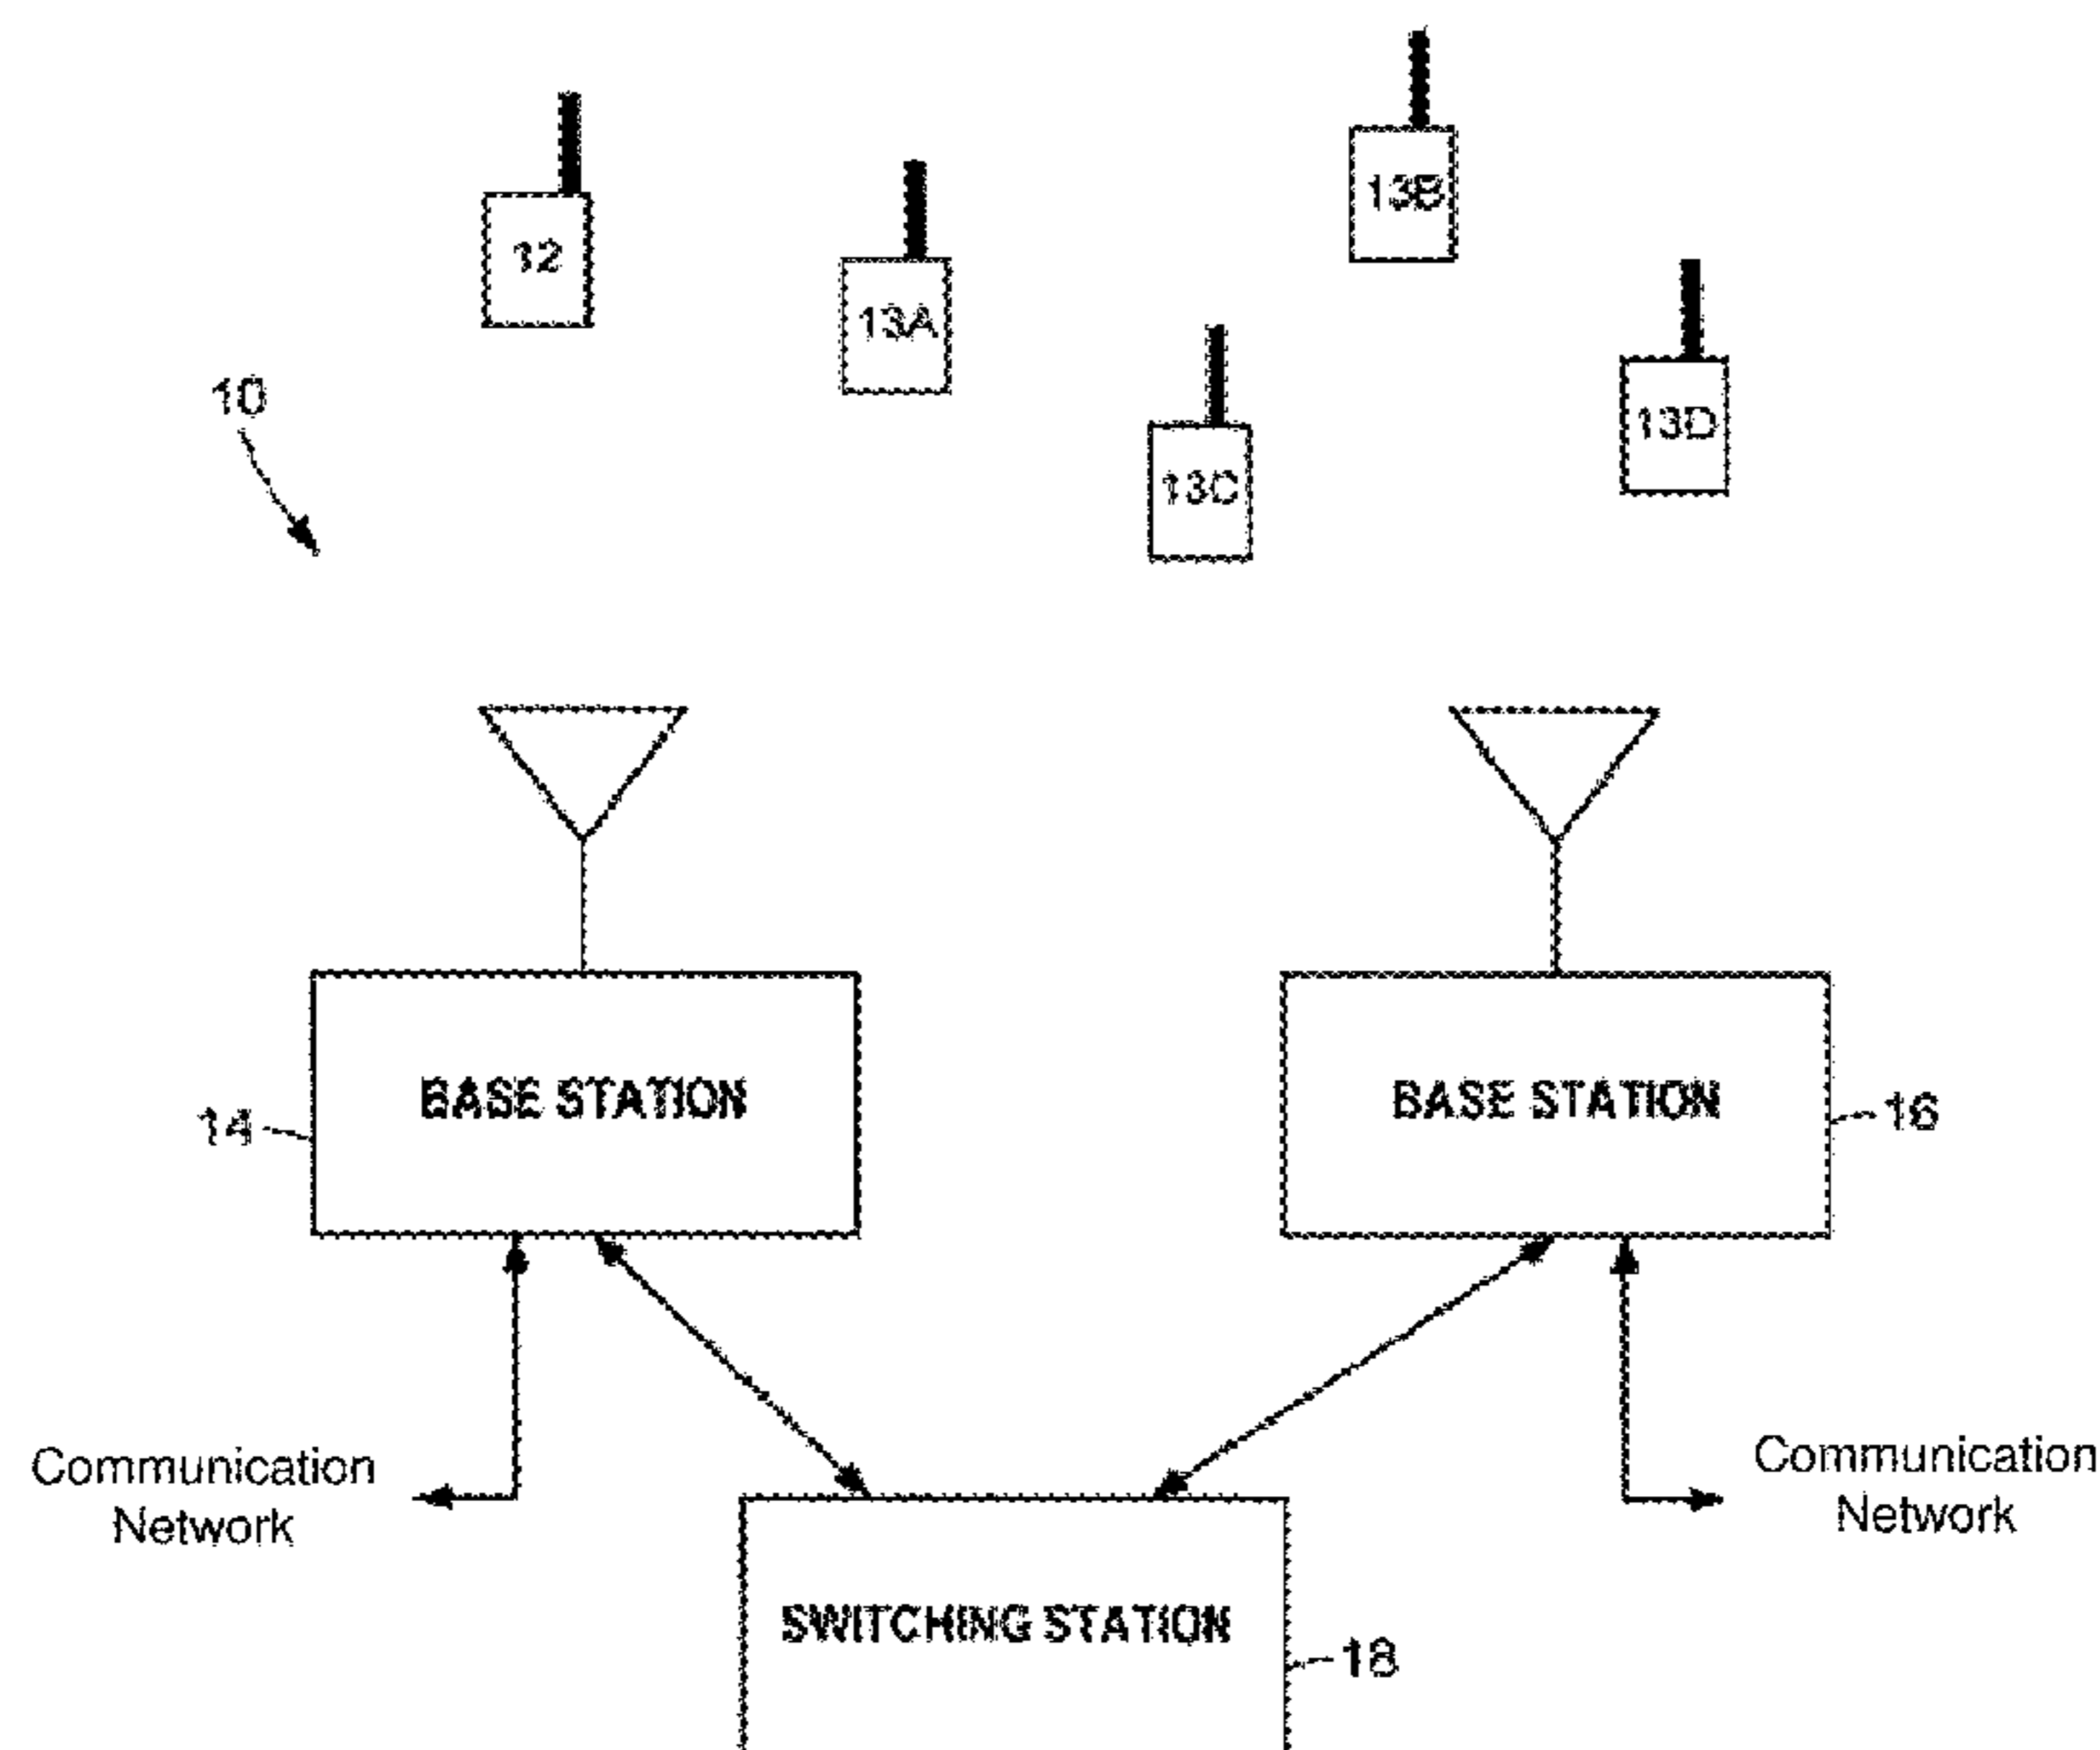 13B
12
13A
13D
10
13C
BASE STATION
BASE STATION
14
16
Communication
Network
Communication
Network
SWITCHING STATION
18